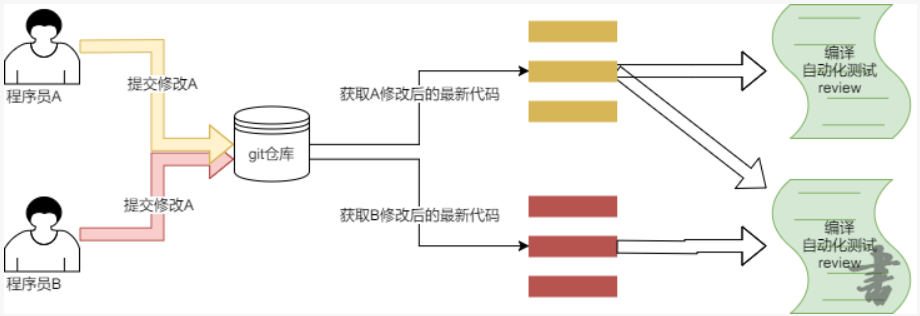 程序员A
提交修改A
提交修改A
程序员B
git仓库
获取A修改后的最新代码
获取B修改后的最新代码
编译
自动化测试
review
编译
自动化测试
review
書